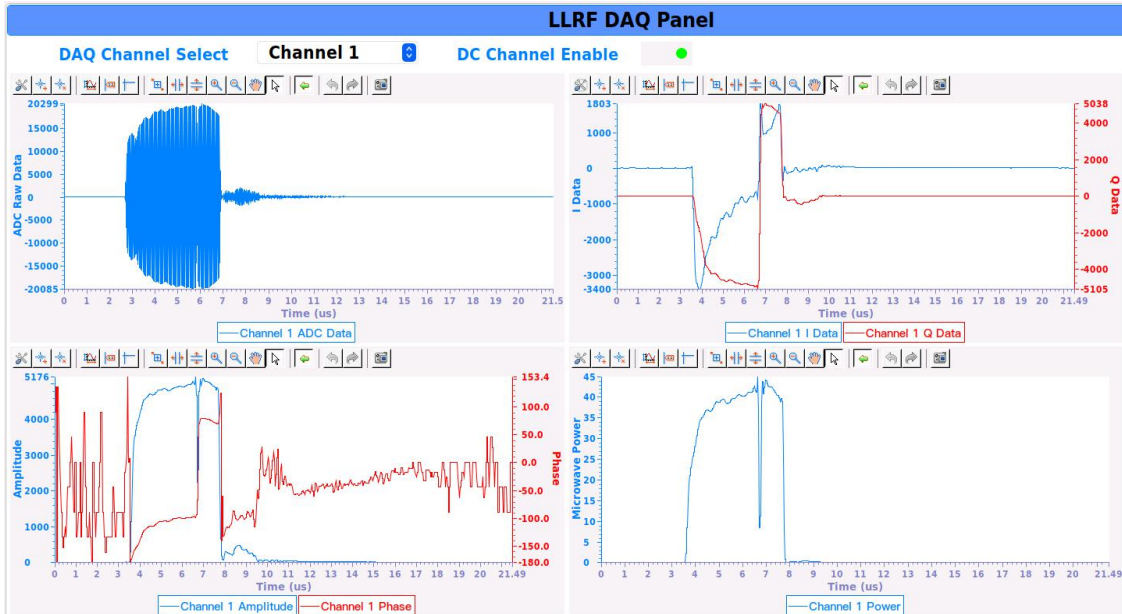 LLRF DAQ Panel
DAQ Channel Select Channel 1 DC Channel Enable
20299
15000
10000
5000
0
-5000
-10000
-15000
-20085
ADC Raw Data
0 1 2 3 4 5 6 7 8 9 10 11 12 13 14 15 16 17 18 19 20 21.5
Time (us)
Channel 1 ADC Data
1803
1000
0
-1000
-2000
-3000
-3400
I Data
5038
4000
2000
0
-2000
-4000
-5105
Q Data
0 1 2 3 4 5 6 7 8 9 10 11 12 13 14 15 16 17 18 19 20 21.49
Time (us)
Channel 1 I Data Channel 1 Q Data
5176
4000
3000
2000
1000
0
Amplitude
153.4
100.0
50.0
0.0
-50.0
-100.0
-150.0
-180.0
Phase
0 1 2 3 4 5 6 7 8 9 10 11 12 13 14 15 16 17 18 19 20 21.49
Time (us)
Channel 1 Amplitude Channel 1 Phase
45
40
35
30
25
20
15
10
5
0
Microwave Power
0 1 2 3 4 5 6 7 8 9 10 11 12 13 14 15 16 17 18 19 20 21.49
Time (us)
Channel 1 Power